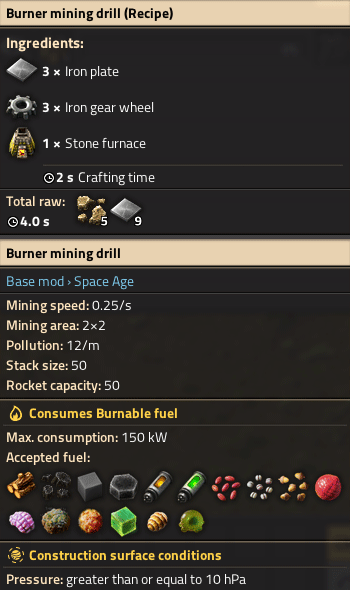 Burner mining drill (Recipe)
Ingredients:
3 × Iron plate
3 × Iron gear wheel
1 × Stone furnace
2 s Crafting time
Total raw:
4.0 s 5 9
Burner mining drill
Base mod › Space Age
Mining speed: 0.25/s
Mining area: 2×2
Pollution: 12/m
Stack size: 50
Rocket capacity: 50
Consumes Burnable fuel
Max. consumption: 150 kW
Accepted fuel:
Construction surface conditions
Pressure: greater than or equal to 10 hPa